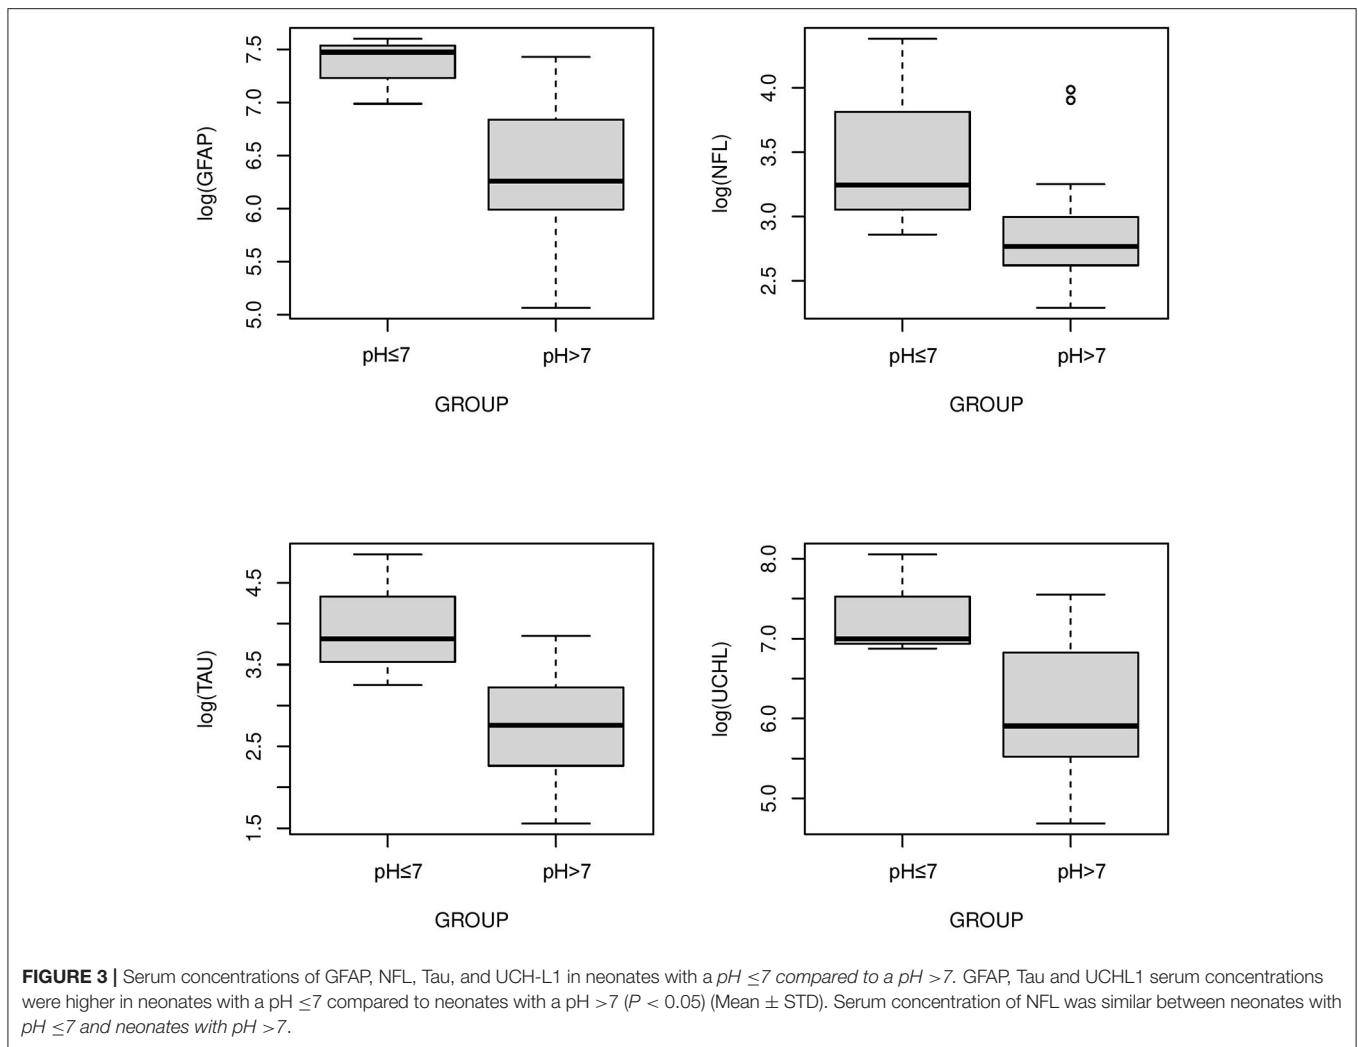 log(GFAP)
7.5
7.0
6.5
6.0
5.5
5.0
pH≤7 pH>7
GROUP
log(NFL)
4.0
3.5
3.0
2.5
pH≤7 pH>7
GROUP
log(TAU)
4.5
3.5
2.5
1.5
pH≤7 pH>7
GROUP
log(UCHL)
8.0
7.0
6.0
5.0
pH≤7 pH>7
GROUP
FIGURE 3 | Serum concentrations of GFAP, NFL, Tau, and UCH-L1 in neonates with a pH ≤7 compared to a pH >7. GFAP, Tau and UCHL1 serum concentrations
were higher in neonates with a pH ≤7 compared to neonates with a pH >7 (P < 0.05) (Mean ± STD). Serum concentration of NFL was similar between neonates with
pH ≤7 and neonates with pH >7.